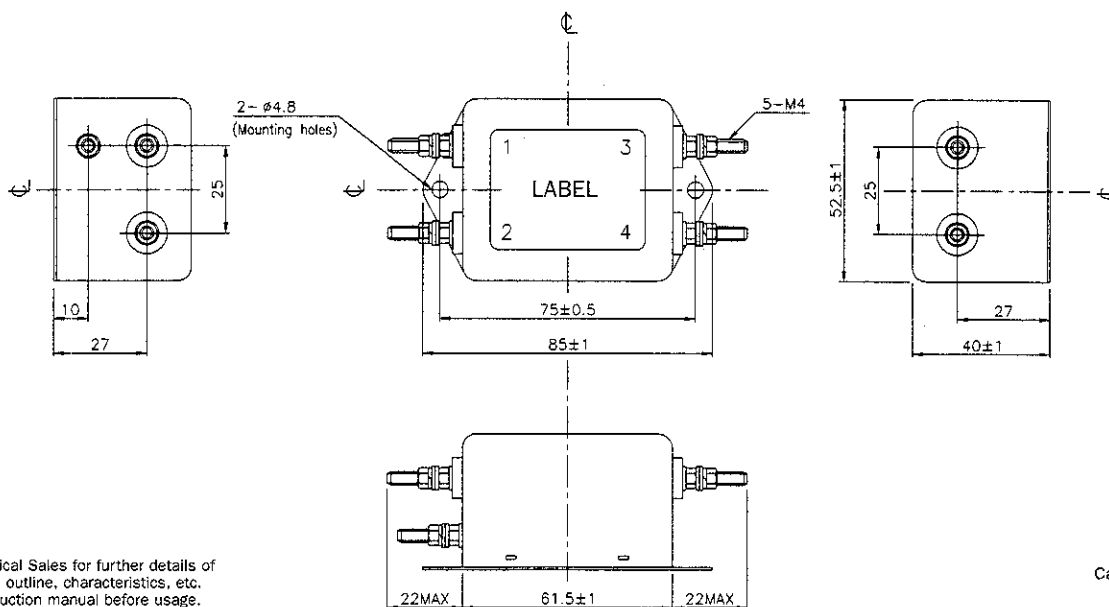 2- ø4.8
(Mounting holes)
5-M4
1
3
LABEL
2
4
25
10
27
75±0.5
85±1
52.5±1
25
27
40±1
22MAX
61.5±1
22MAX
ical Sales for further details of
outline, characteristics, etc.
uction manual before usage.
Ca